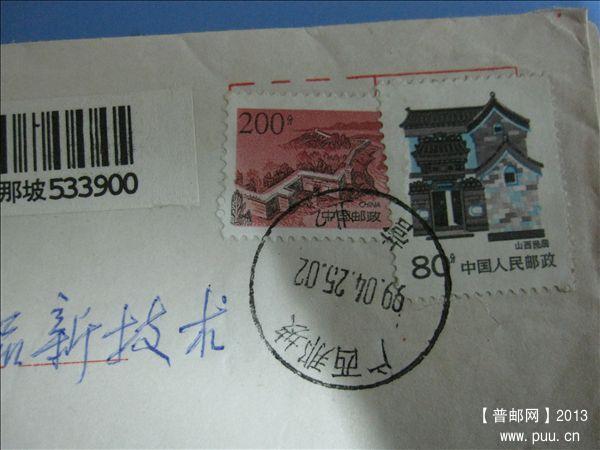 那坡533900
200分
CHINA
中国邮政
山西民居
80分 中国人民邮政
99.04.25.02
广西那坡
品新技术
【普邮网】2013
www.puu.cn